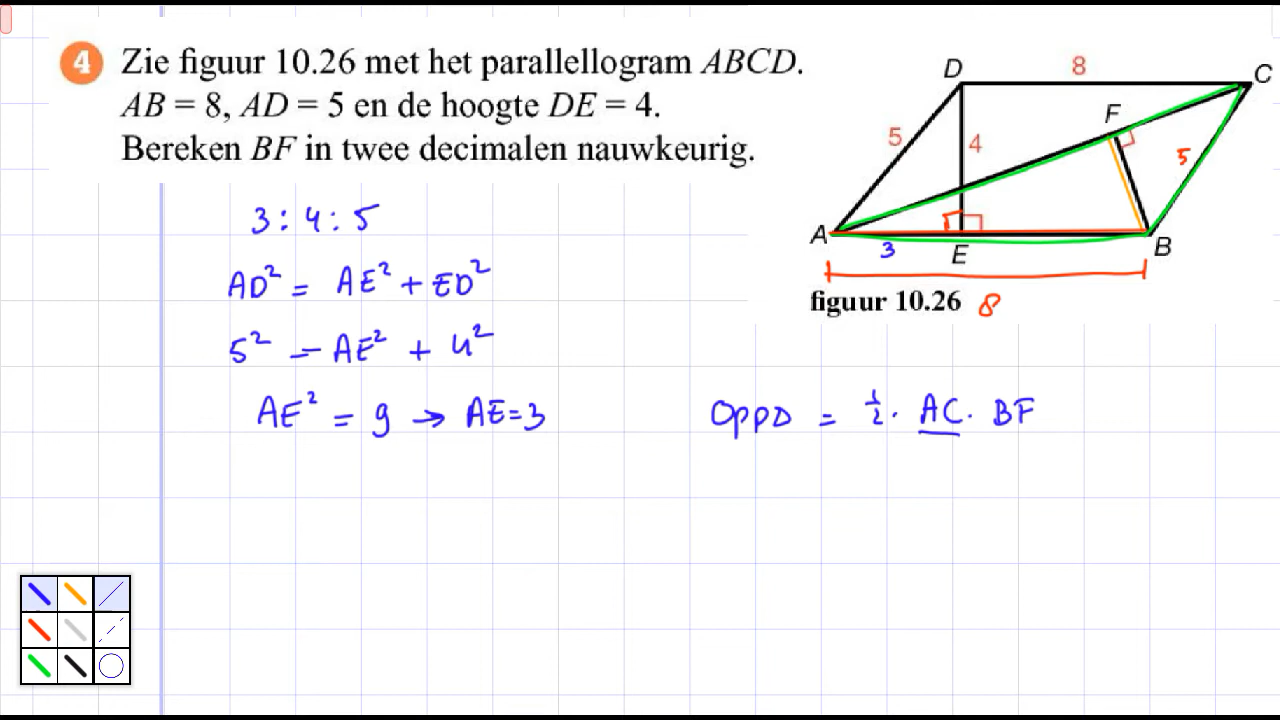 4 Zie figuur 10.26 met het parallellogram ABCD.
AB = 8, AD = 5 en de hoogte DE = 4.
Bereken BF in twee decimalen nauwkeurig.
D 8 C
F
5 4 5
A 3 E B
figuur 10.26 8
3 : 4 : 5
AD² = AE² + ED²
5² = AE² + 4²
AE² = 9 → AE = 3
OPPD = ½ · AC · BF